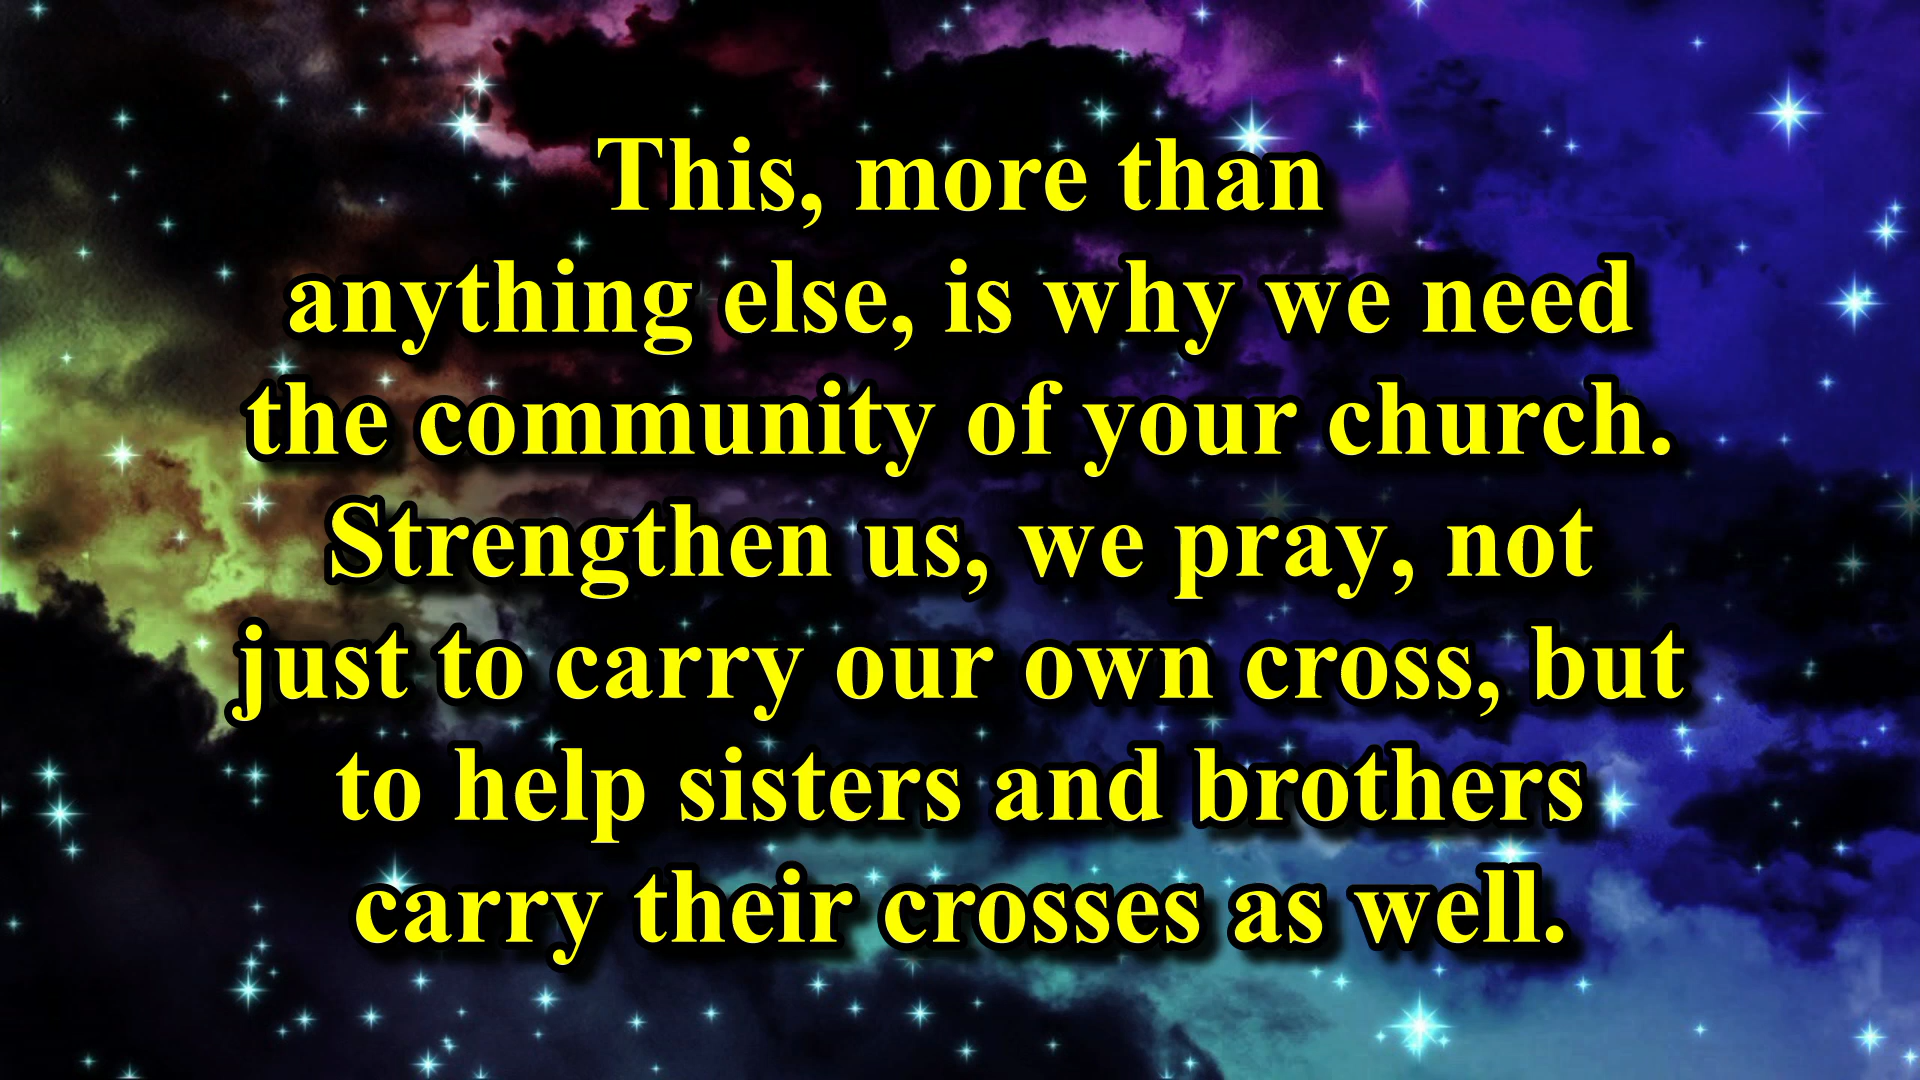 This, more than
anything else, is why we need
the community of your church.
Strengthen us, we pray, not
just to carry our own cross, but
to help sisters and brothers
carry their crosses as well.